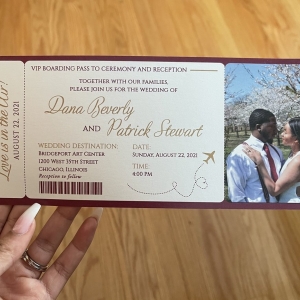 Love is in the Air!
AUGUST 22, 2021
VIP BOARDING PASS TO CEREMONY AND RECEPTION
TOGETHER WITH OUR FAMILIES,
PLEASE JOIN US FOR THE WEDDING OF
Dana Beverly
AND Patrick Stewart
WEDDING DESTINATION:
BRIDGEPORT ART CENTER
1200 WEST 35TH STREET
CHICAGO, ILLINOIS
Reception to follow
DATE:
SUNDAY, AUGUST 22, 2021
TIME:
4:00 PM